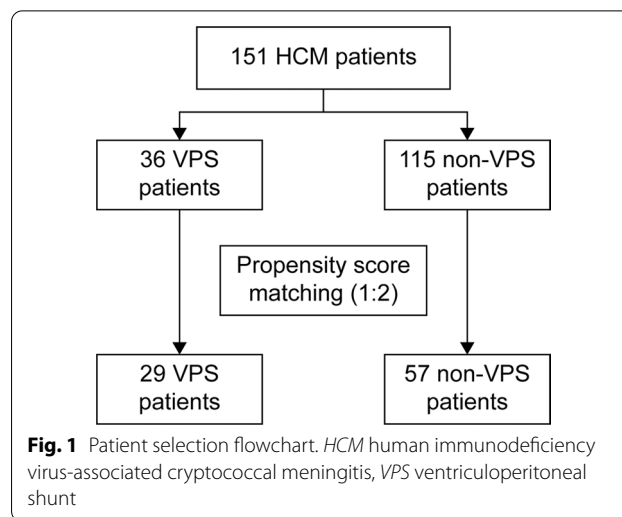 151 HCM patients
36 VPS
patients
115 non-VPS
patients
Propensity score
matching (1:2)
29 VPS
patients
57 non-VPS
patients
Fig. 1 Patient selection flowchart. HCM human immunodeficiency
virus-associated cryptococcal meningitis, VPS ventriculoperitoneal
shunt